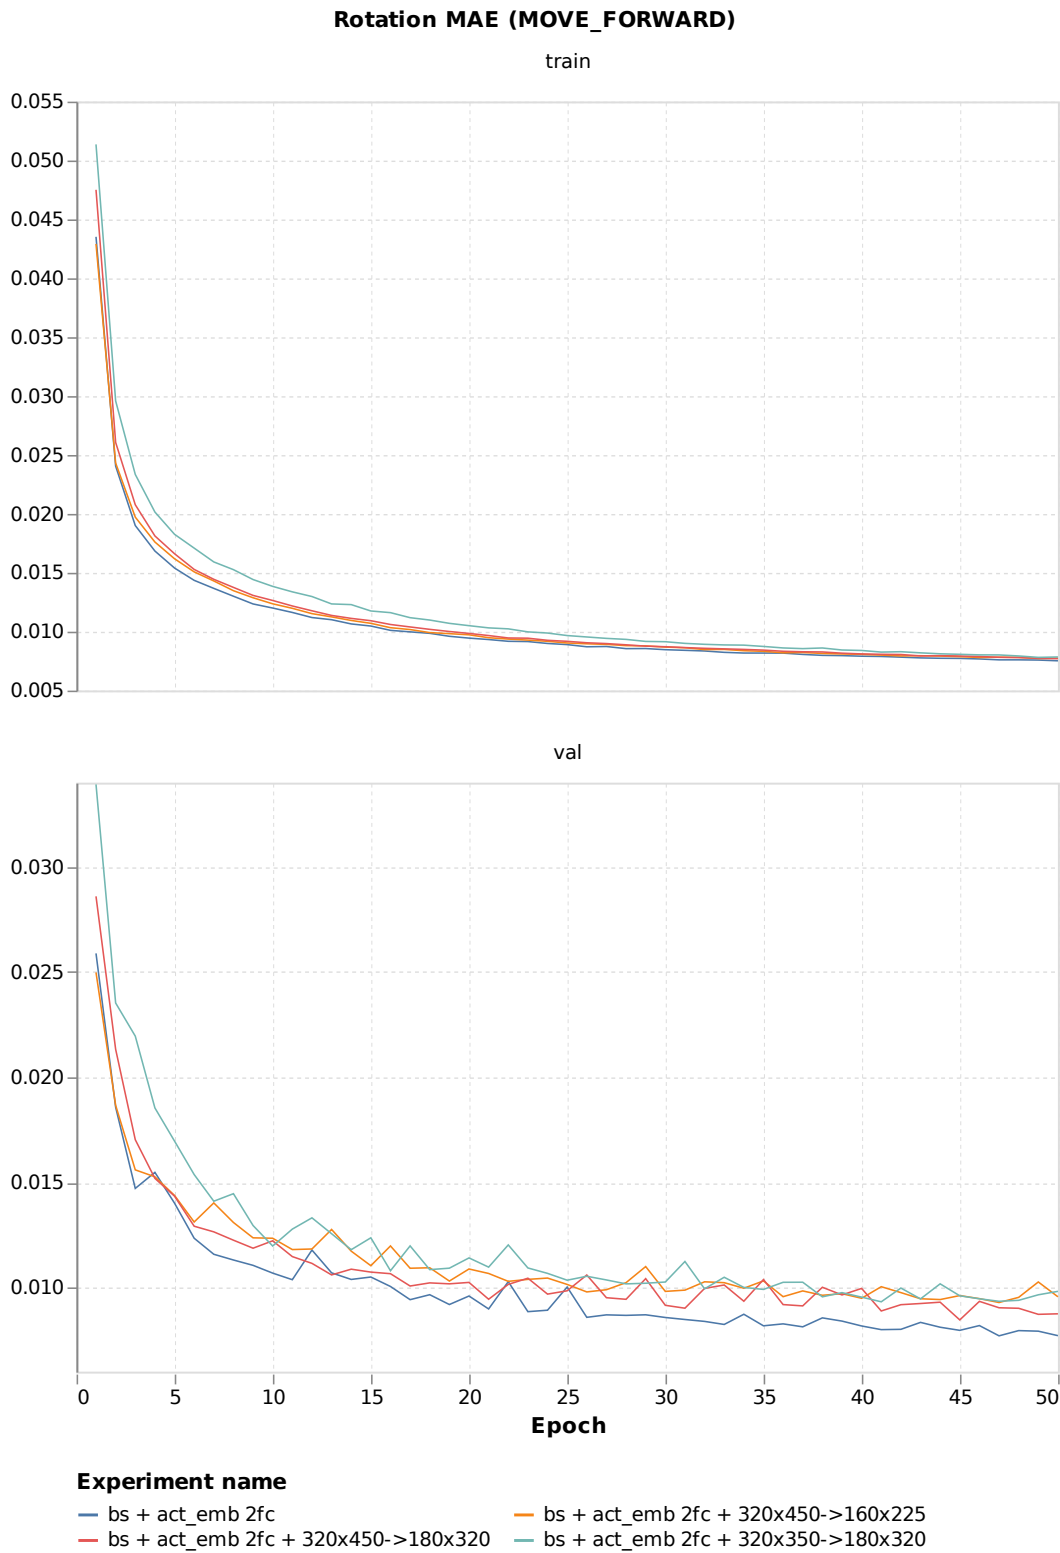 Rotation MAE (MOVE_FORWARD)
train
0.055
0.050
0.045
0.040
0.035
0.030
0.025
0.020
0.015
0.010
0.005
val
0.030
0.025
0.020
0.015
0.010
0 5 10 15 20 25 30 35 40 45 50
Epoch
Experiment name
bs + act_emb 2fc
bs + act_emb 2fc + 320x450->160x225
bs + act_emb 2fc + 320x450->180x320
bs + act_emb 2fc + 320x350->180x320